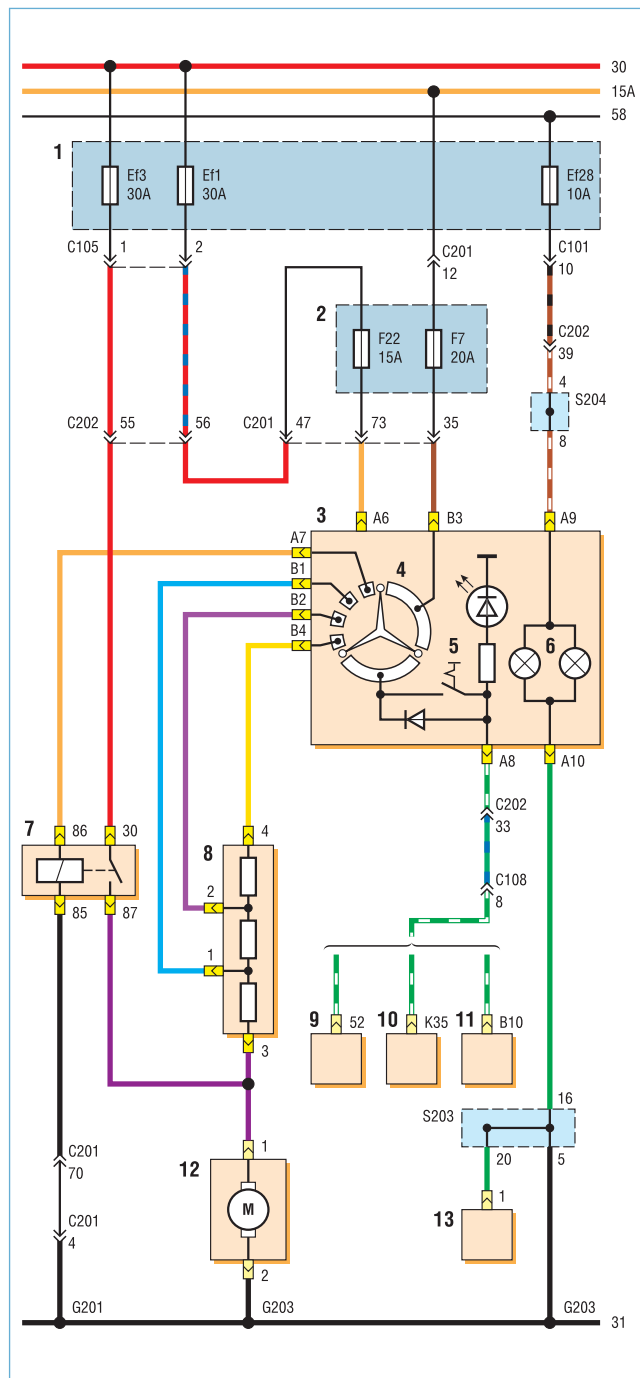 30
15A
58
1
Ef3
30A
Ef1
30A
Ef28
10A
C105
1
2
C201
12
C101
10
2
F22
15A
F7
20A
C202
39
4
S204
8
C202
55
56
C201
47
73
35
3
A6
B3
A9
A7
B1
B2
B4
4
5
6
A8
A10
C202
33
C108
8
7
86
30
85
87
8
4
2
1
3
9
52
10
K35
11
B10
16
S203
20
5
12
1
M
2
13
1
C201
70
C201
4
G201
G203
G203
31